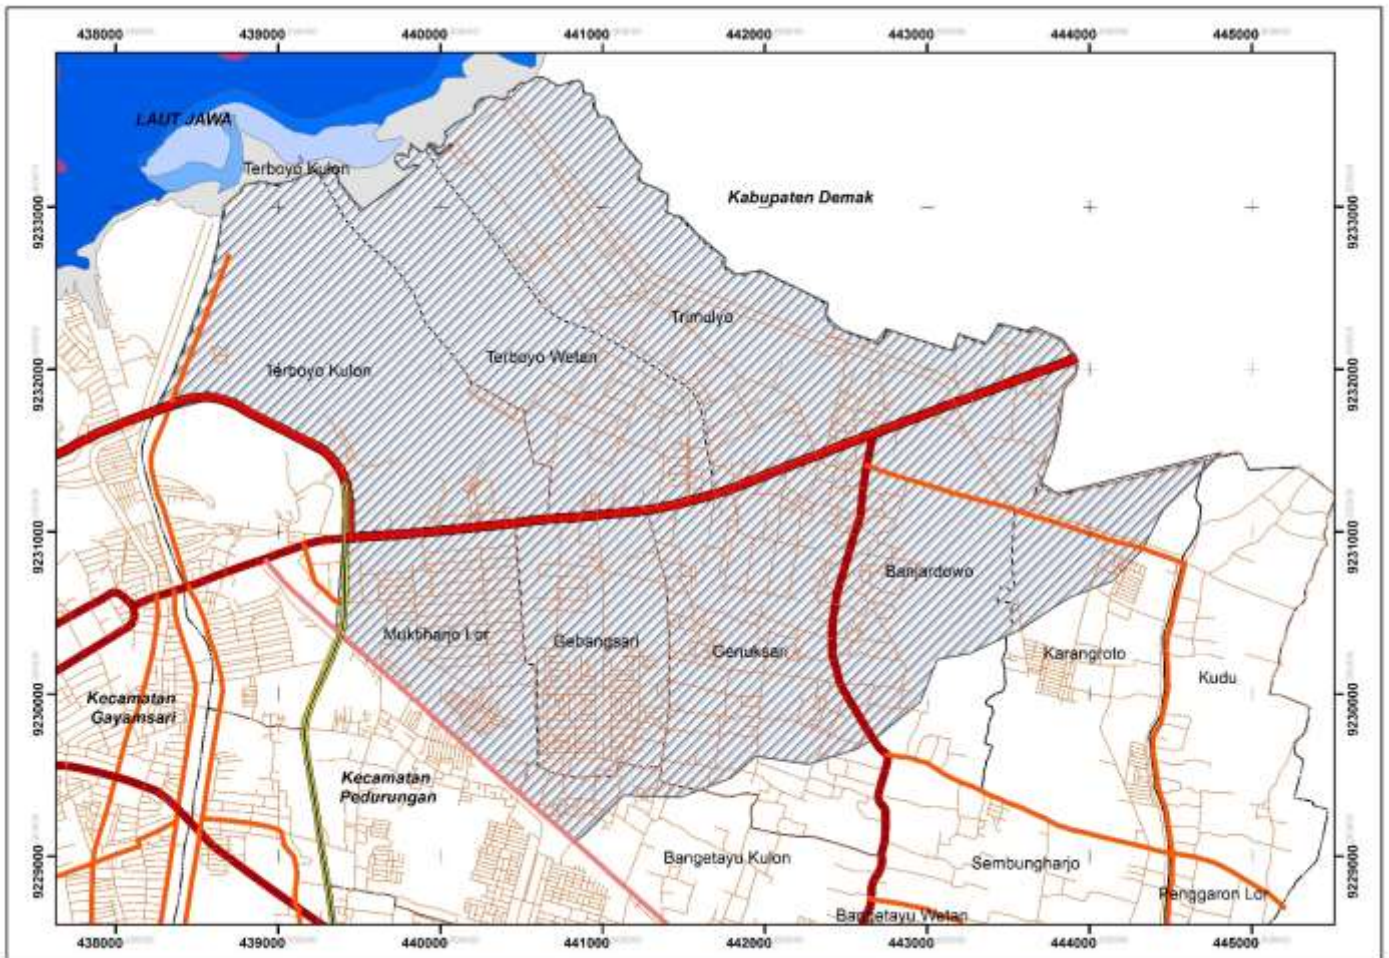 438000 439000 440000 441000 442000 443000 444000 445000
LAUT JAWA
Terboyo Kulon
Kabupaten Demak
9233000
9233000
Trimulyo
Terboyo Wetan
Terboyo Kulon
9232000
9232000
9231000
9231000
Banjardowo
Muktiharjo Lor
Gebangsari
Genuksari
Karangroto
Kudu
9230000
9230000
Kecamatan
Gayamsari
Kecamatan
Pedurungan
9229000
9229000
Bangetayu Kulon
Sembungharjo
Penggaron Lor
Bangetayu Wetan
438000 439000 440000 441000 442000 443000 444000 445000